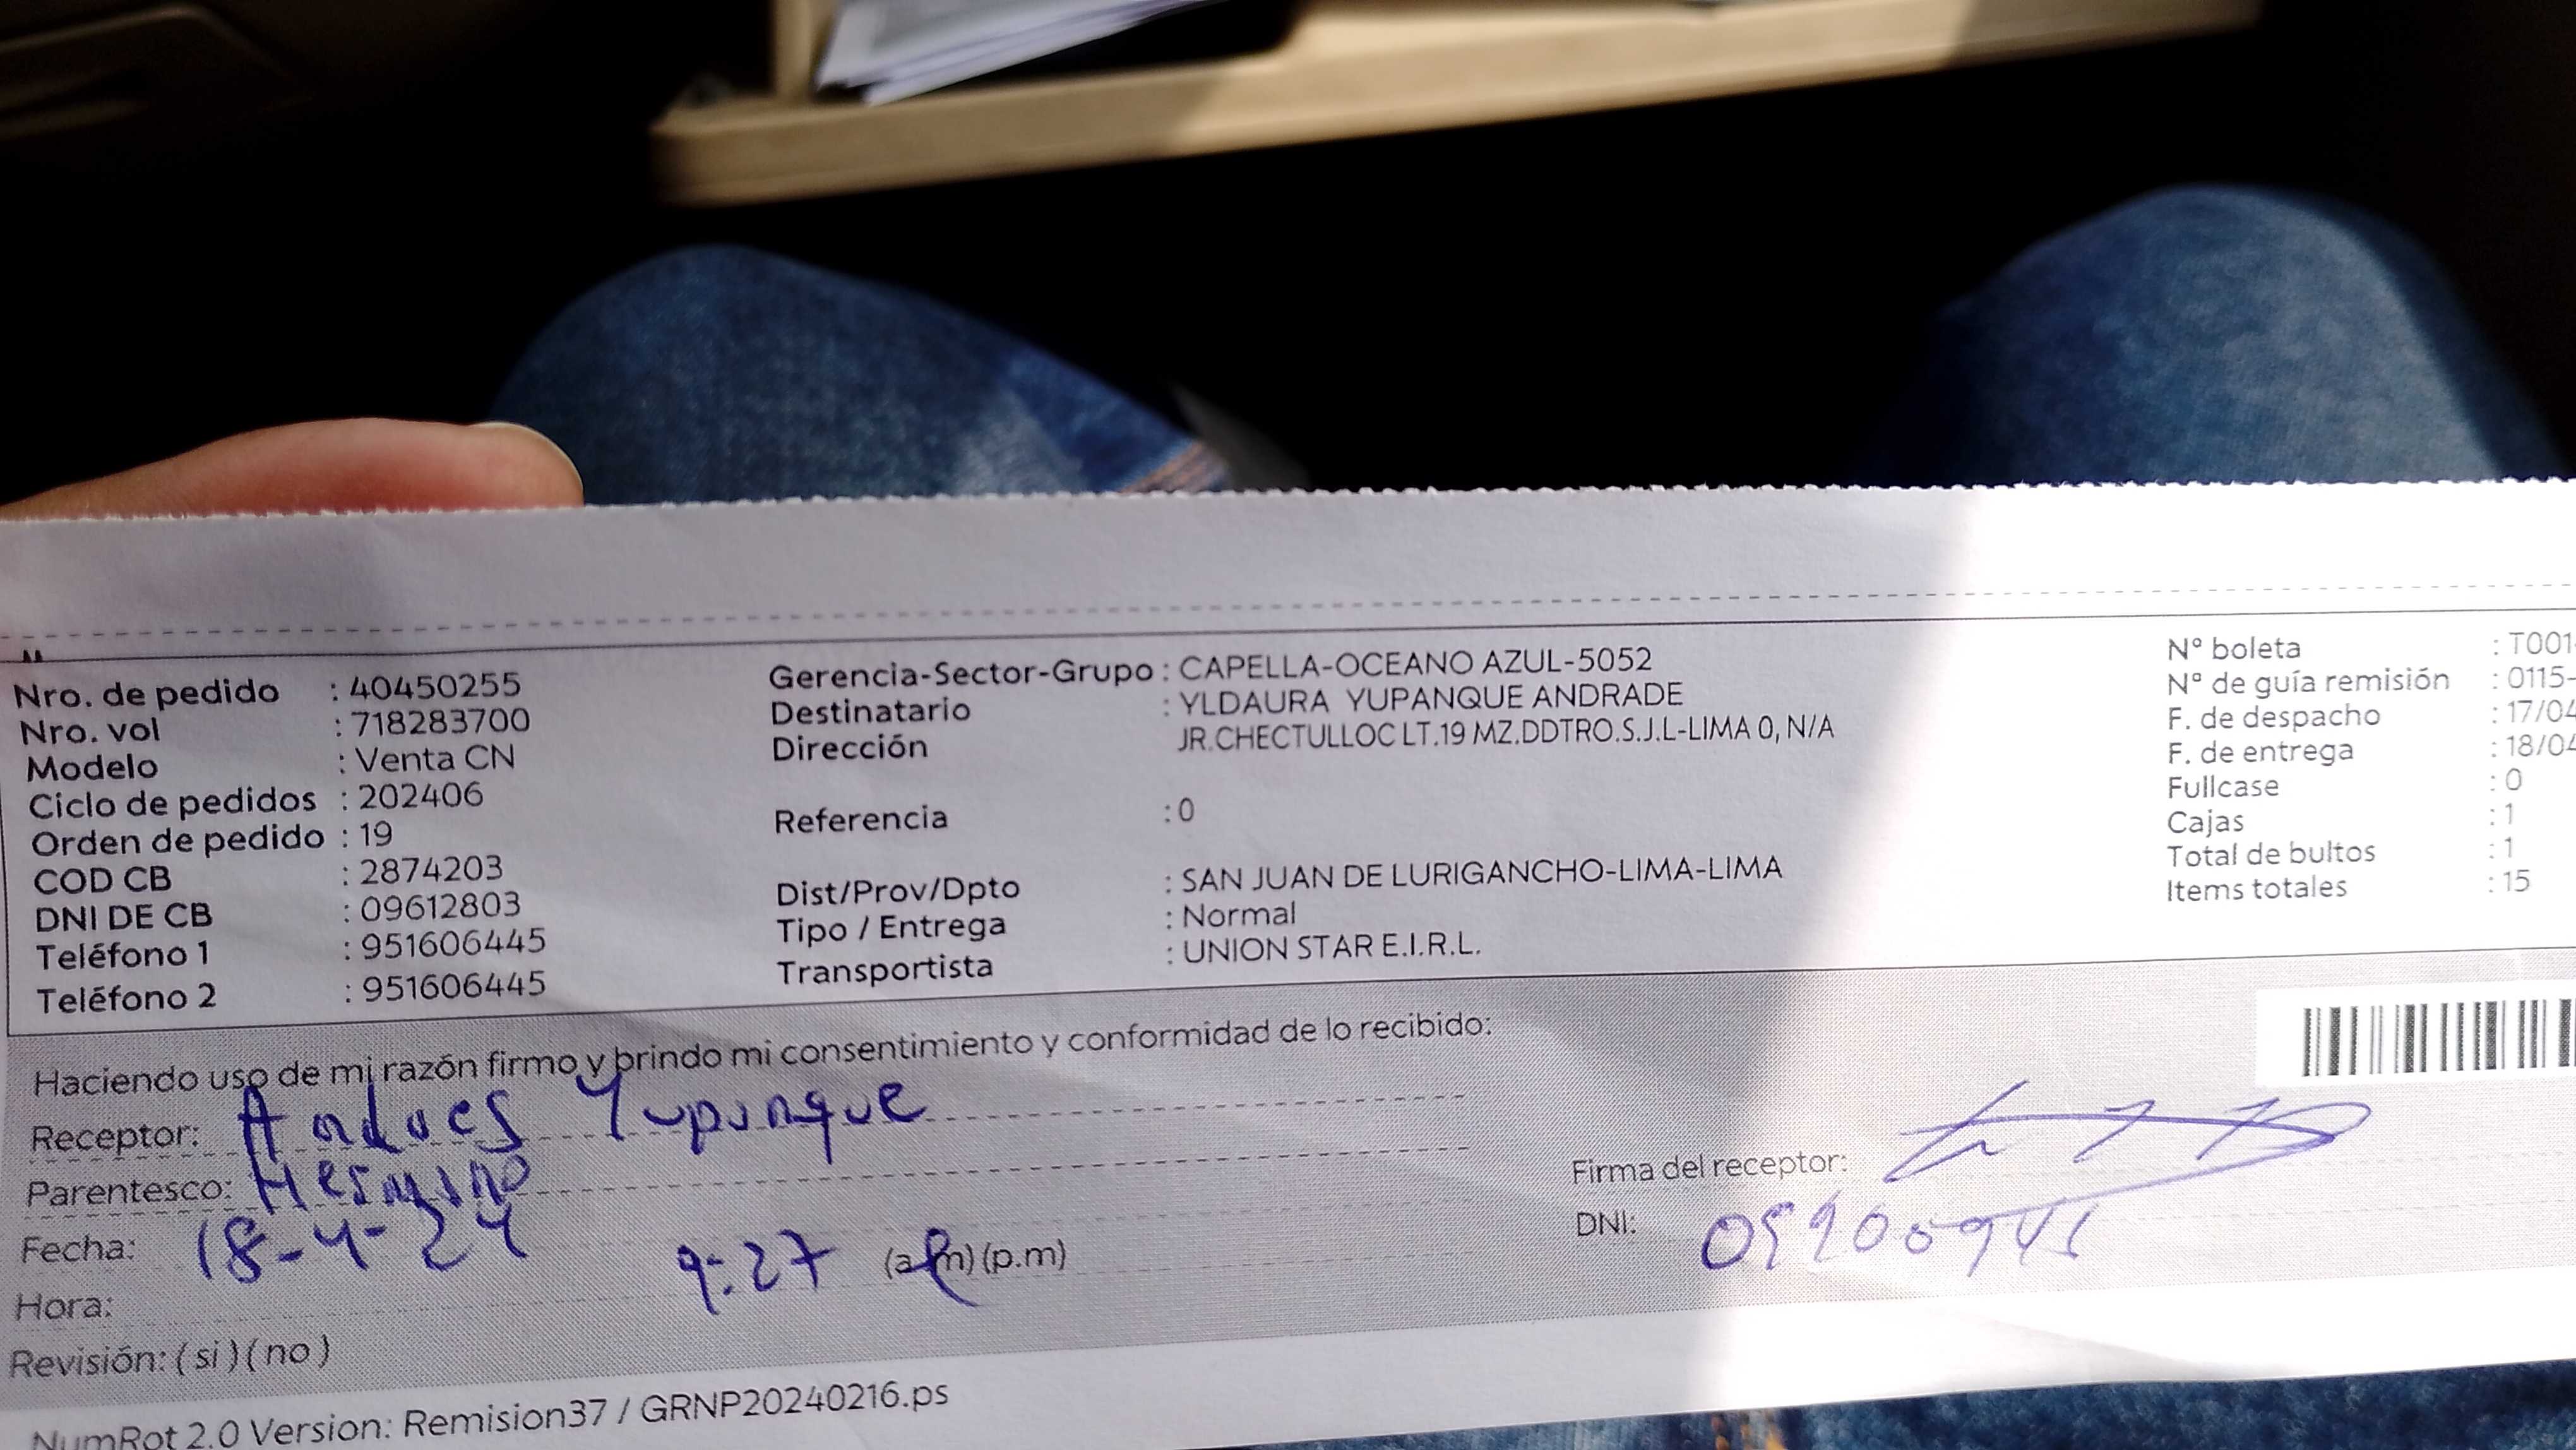 Nro. de pedido : 40450255
Nro. vol : 718283700
Modelo : Venta CN
Ciclo de pedidos : 202406
Orden de pedido : 19
COD CB : 2874203
DNI DE CB : 09612803
Teléfono 1 : 951606445
Teléfono 2 : 951606445
Gerencia-Sector-Grupo : CAPELLA-OCEANO AZUL-5052
Destinatario : YLDAURA YUPANQUE ANDRADE
Dirección JR.CHECTULLOC LT.19 MZ.DDTRO.S.J.L-LIMA 0, N/A
Referencia : 0
Dist/Prov/Dpto : SAN JUAN DE LURIGANCHO-LIMA-LIMA
Tipo / Entrega : Normal
Transportista : UNION STAR E.I.R.L.
N° boleta : T001-
N° de guía remisión : 0115-
F. de despacho : 17/04
F. de entrega : 18/04
Fullcase : 0
Cajas : 1
Total de bultos : 1
Items totales : 15
Haciendo uso de mi razón firmo y brindo mi consentimiento y conformidad de lo recibido:
Receptor: Yupanque
Parentesco: Hermano
Fecha: 18-4-24
9:27 (a.m) (p.m)
Hora:
Revisión: ( si ) ( no )
Firma del receptor:
DNI:
NumRot 2.0 Version: Remision37 / GRNP20240216.ps